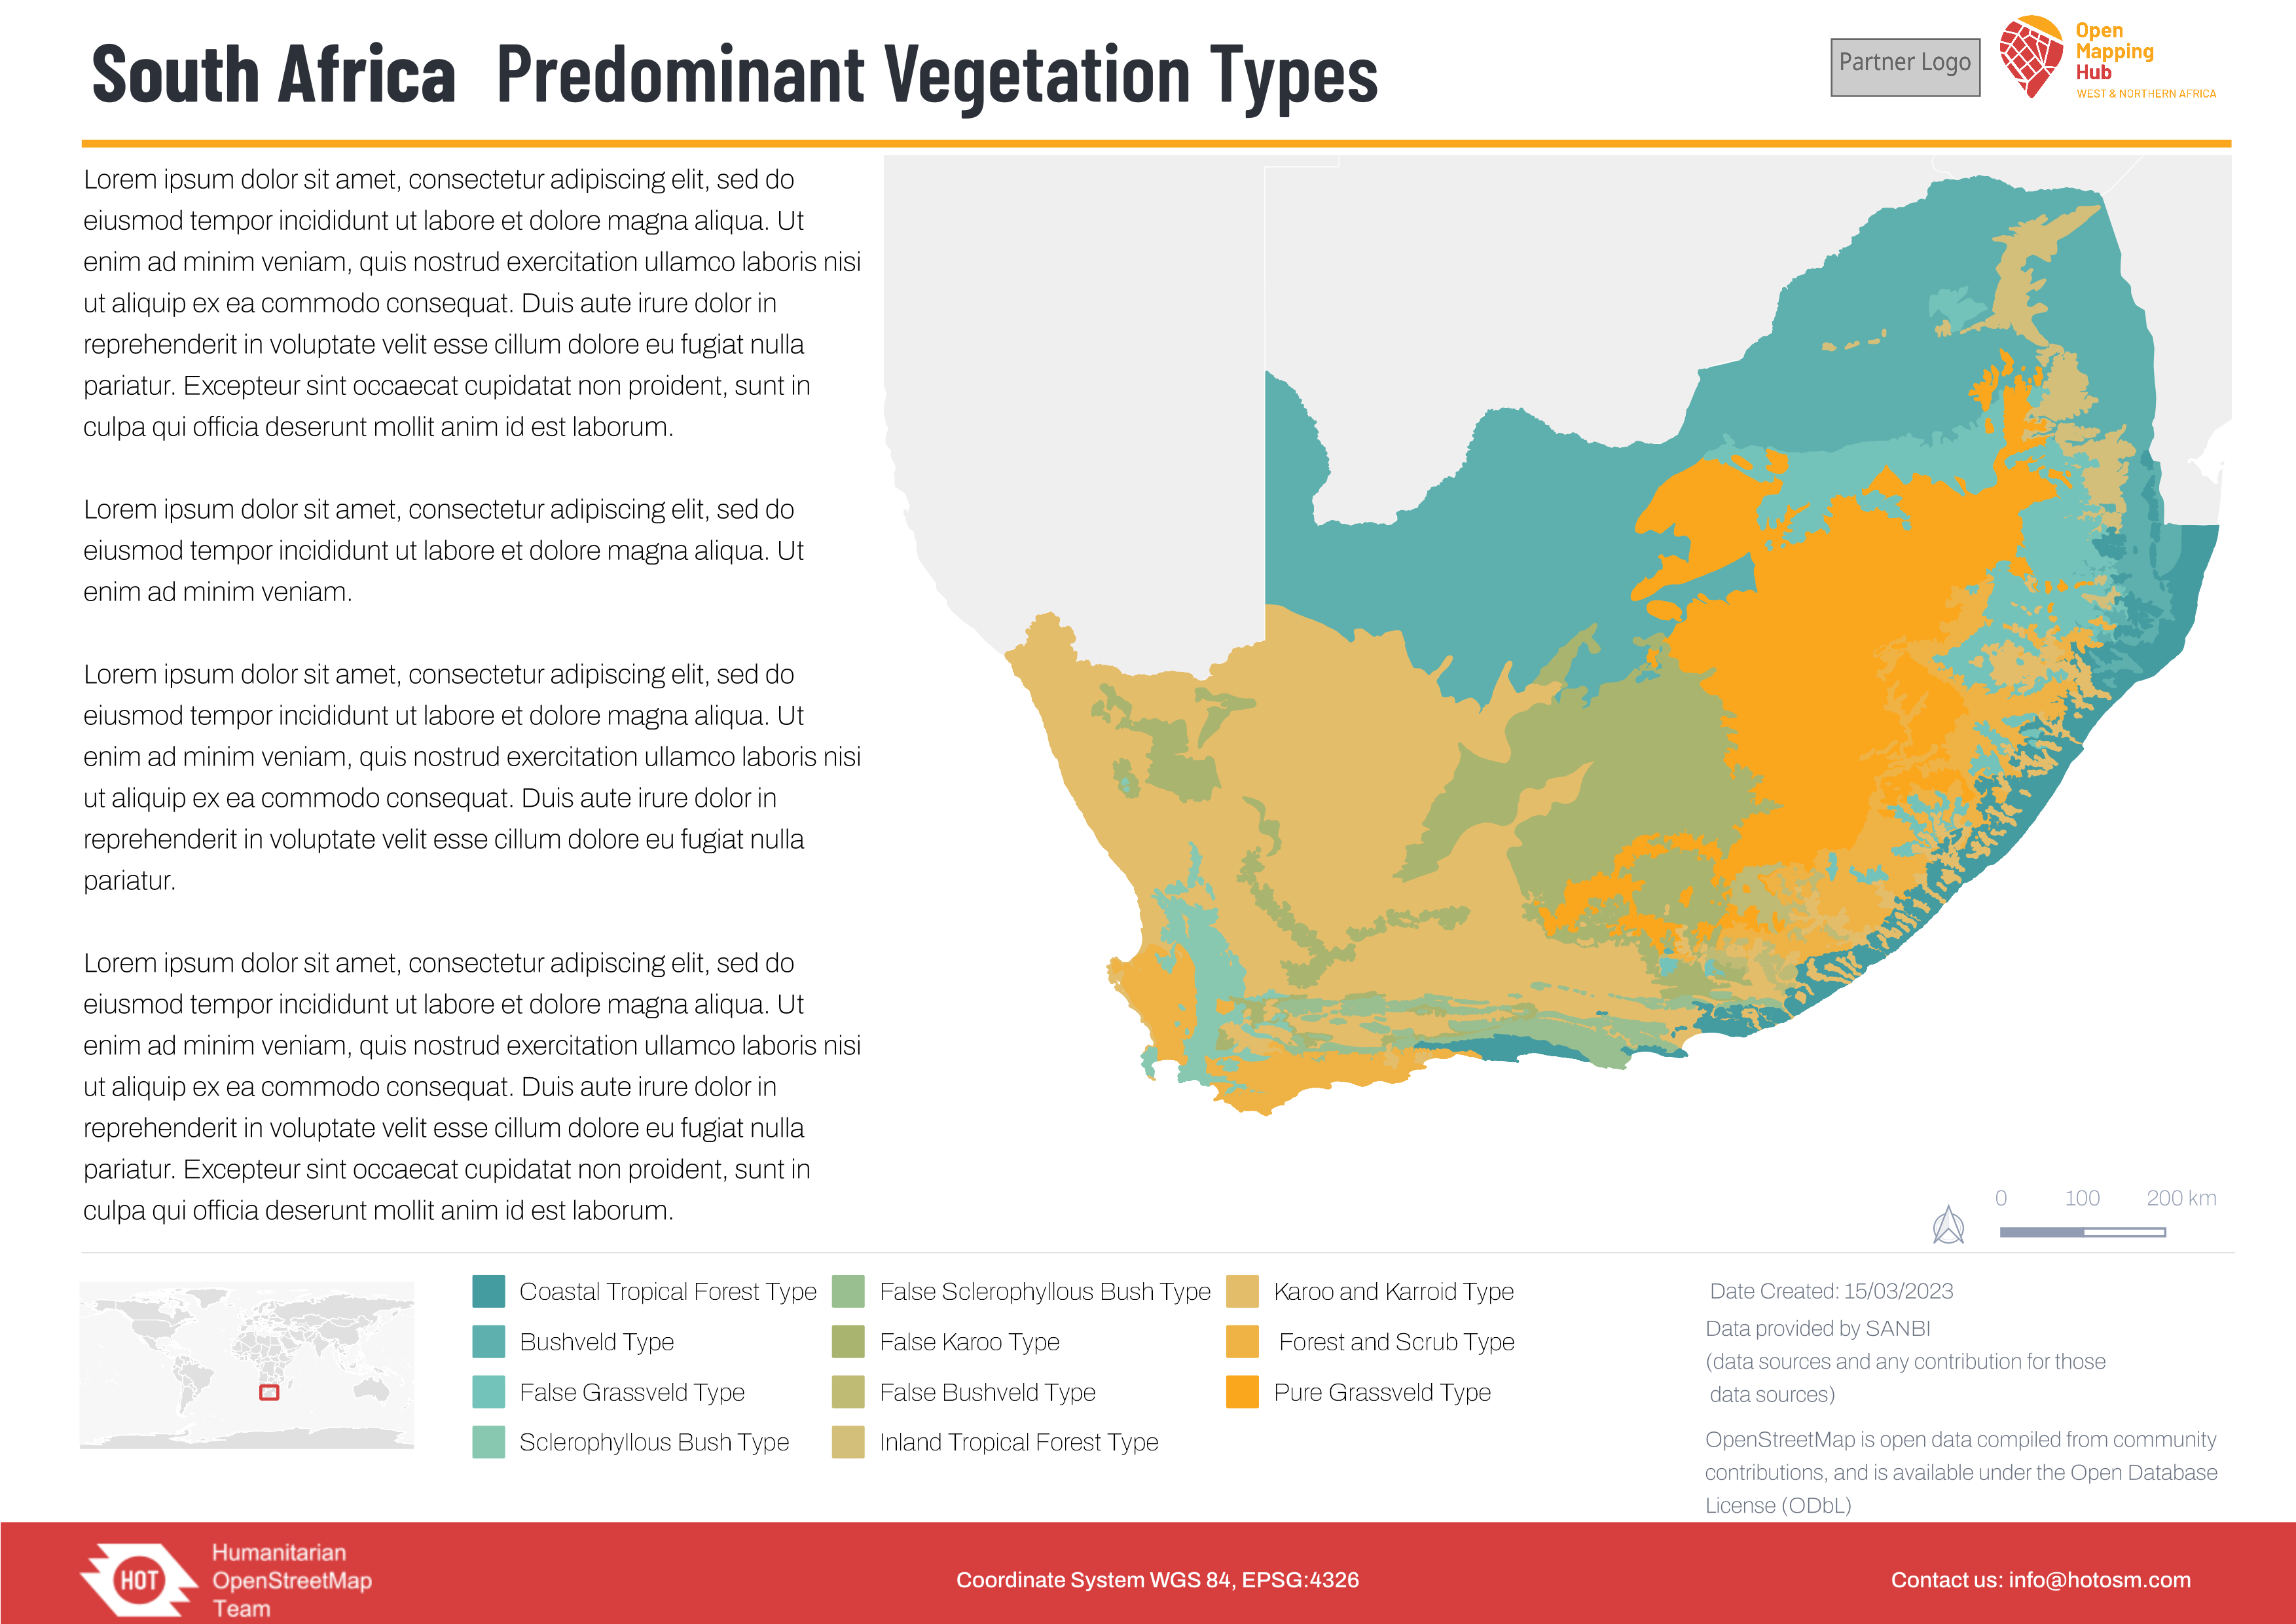 South Africa Predominant Vegetation Types
Partner Logo
Open
Mapping
Hub
WEST & NORTHERN AFRICA
Lorem ipsum dolor sit amet, consectetur adipiscing elit, sed do
eiusmod tempor incididunt ut labore et dolore magna aliqua. Ut
enim ad minim veniam, quis nostrud exercitation ullamco laboris nisi
ut aliquip ex ea commodo consequat. Duis aute irure dolor in
reprehenderit in voluptate velit esse cillum dolore eu fugiat nulla
pariatur. Excepteur sint occaecat cupidatat non proident, sunt in
culpa qui officia deserunt mollit anim id est laborum.
Lorem ipsum dolor sit amet, consectetur adipiscing elit, sed do
eiusmod tempor incididunt ut labore et dolore magna aliqua. Ut
enim ad minim veniam.
Lorem ipsum dolor sit amet, consectetur adipiscing elit, sed do
eiusmod tempor incididunt ut labore et dolore magna aliqua. Ut
enim ad minim veniam, quis nostrud exercitation ullamco laboris nisi
ut aliquip ex ea commodo consequat. Duis aute irure dolor in
reprehenderit in voluptate velit esse cillum dolore eu fugiat nulla
pariatur.
Lorem ipsum dolor sit amet, consectetur adipiscing elit, sed do
eiusmod tempor incididunt ut labore et dolore magna aliqua. Ut
enim ad minim veniam, quis nostrud exercitation ullamco laboris nisi
ut aliquip ex ea commodo consequat. Duis aute irure dolor in
reprehenderit in voluptate velit esse cillum dolore eu fugiat nulla
pariatur. Excepteur sint occaecat cupidatat non proident, sunt in
culpa qui officia deserunt mollit anim id est laborum.
0 100 200 km
Coastal Tropical Forest Type
Bushveld Type
False Grassveld Type
Sclerophyllous Bush Type
False Sclerophyllous Bush Type
False Karoo Type
False Bushveld Type
Inland Tropical Forest Type
Karoo and Karroid Type
Forest and Scrub Type
Pure Grassveld Type
Date Created: 15/03/2023
Data provided by SANBI
(data sources and any contribution for those
data sources)
OpenStreetMap is open data compiled from community
contributions, and is available under the Open Database
License (ODbL)
HOT
Humanitarian
OpenStreetMap
Team
Coordinate System WGS 84, EPSG:4326
Contact us: info@hotosm.com